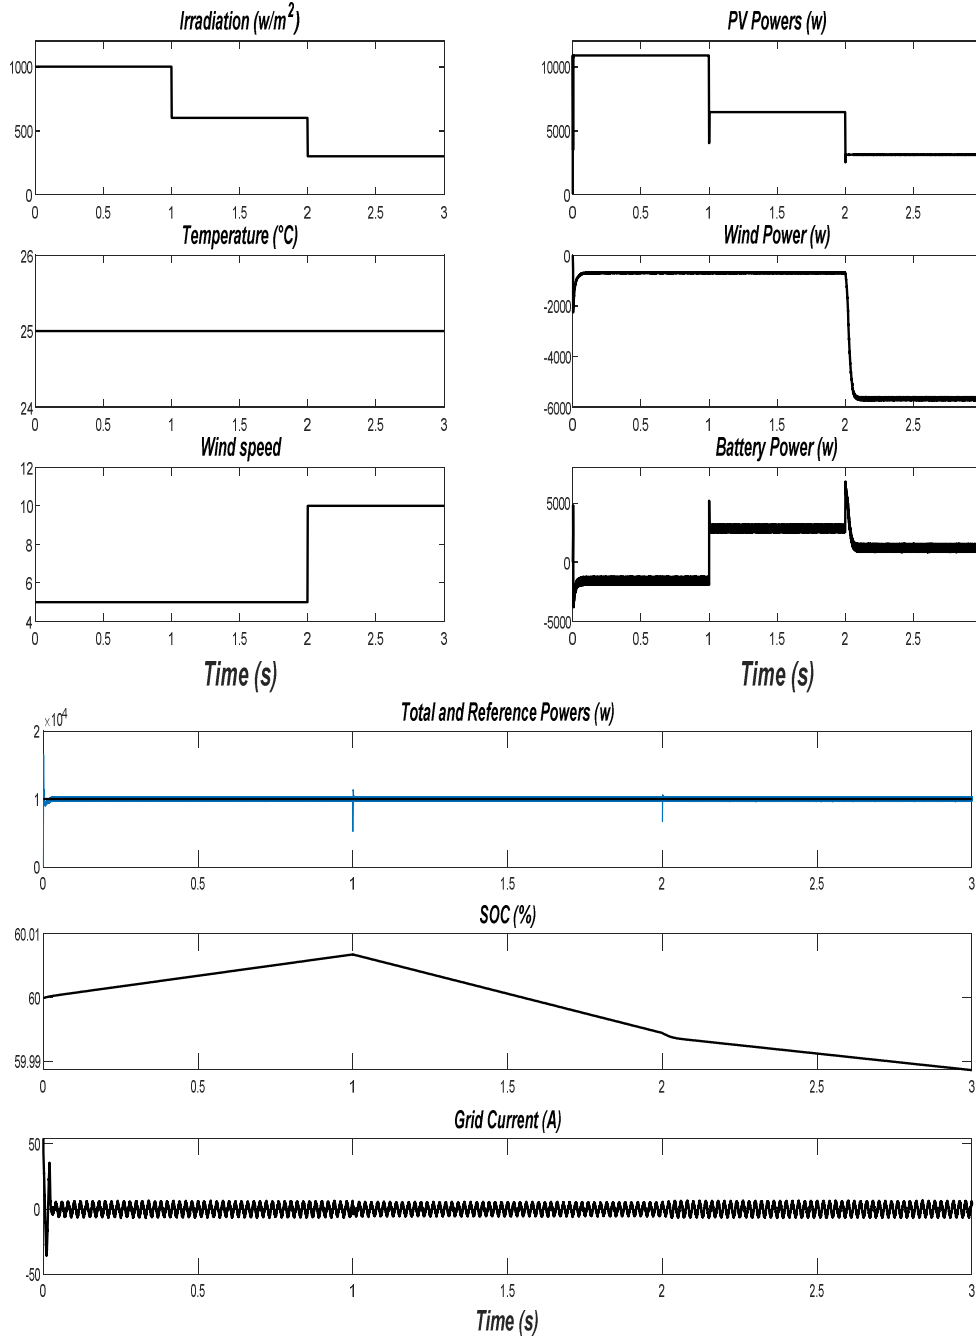 Irradiation (w/m²)
1000
500
0
0 0.5 1 1.5 2 2.5 3
PV Powers (w)
10000
5000
0
0 0.5 1 1.5 2 2.5
Temperature (°C)
26
25
24
0 0.5 1 1.5 2 2.5 3
Wind Power (w)
0
-2000
-4000
-6000
0 0.5 1 1.5 2 2.5
Wind speed
12
10
8
6
4
0 0.5 1 1.5 2 2.5 3
Time (s)
Battery Power (w)
5000
0
-5000
0 0.5 1 1.5 2 2.5
Time (s)
Total and Reference Powers (w)
×10⁴
2
1
0
0 0.5 1 1.5 2 2.5 3
SOC (%)
60.01
60
59.99
0 0.5 1 1.5 2 2.5 3
Grid Current (A)
50
0
-50
0 0.5 1 1.5 2 2.5 3
Time (s)